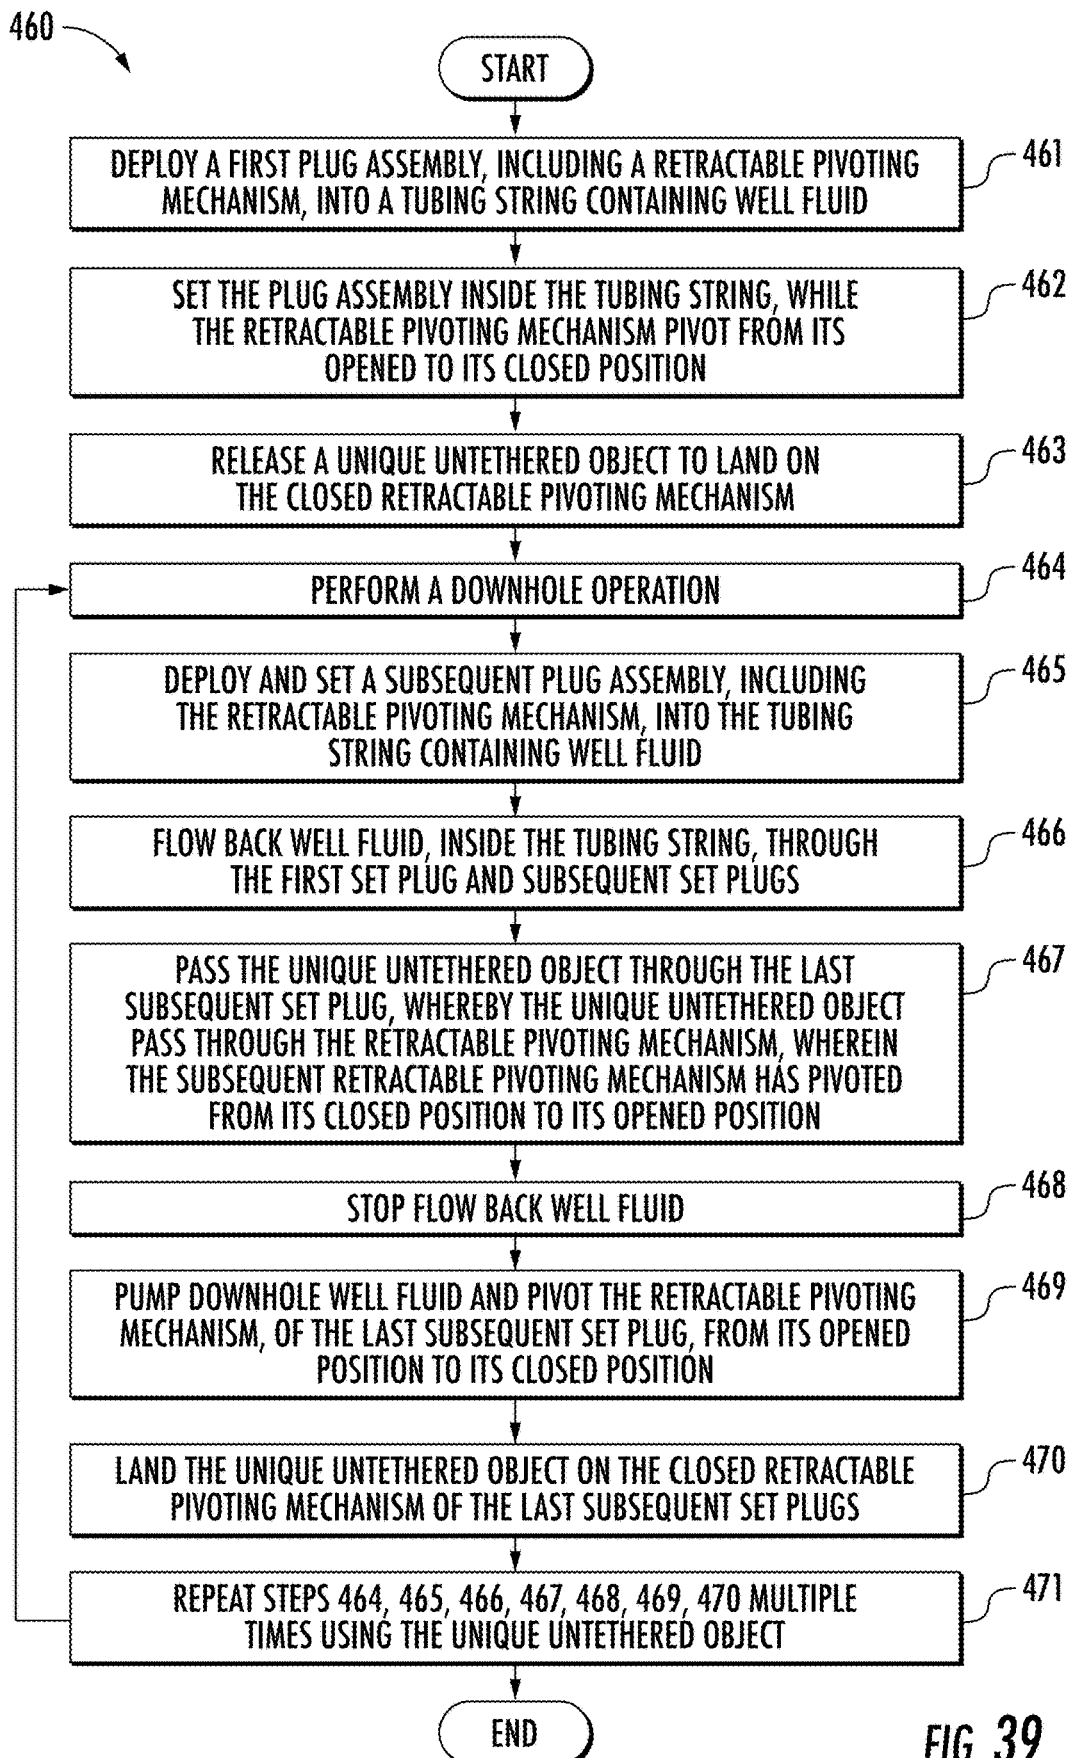 460
START
DEPLOY A FIRST PLUG ASSEMBLY, INCLUDING A RETRACTABLE PIVOTING
MECHANISM, INTO A TUBING STRING CONTAINING WELL FLUID
461
SET THE PLUG ASSEMBLY INSIDE THE TUBING STRING, WHILE
THE RETRACTABLE PIVOTING MECHANISM PIVOT FROM ITS
OPENED TO ITS CLOSED POSITION
462
RELEASE A UNIQUE UNTETHERED OBJECT TO LAND ON
THE CLOSED RETRACTABLE PIVOTING MECHANISM
463
PERFORM A DOWNHOLE OPERATION
464
DEPLOY AND SET A SUBSEQUENT PLUG ASSEMBLY, INCLUDING
THE RETRACTABLE PIVOTING MECHANISM, INTO THE TUBING
STRING CONTAINING WELL FLUID
465
FLOW BACK WELL FLUID, INSIDE THE TUBING STRING, THROUGH
THE FIRST SET PLUG AND SUBSEQUENT SET PLUGS
466
PASS THE UNIQUE UNTETHERED OBJECT THROUGH THE LAST
SUBSEQUENT SET PLUG, WHEREBY THE UNIQUE UNTETHERED OBJECT
PASS THROUGH THE RETRACTABLE PIVOTING MECHANISM, WHEREIN
THE SUBSEQUENT RETRACTABLE PIVOTING MECHANISM HAS PIVOTED
FROM ITS CLOSED POSITION TO ITS OPENED POSITION
467
STOP FLOW BACK WELL FLUID
468
PUMP DOWNHOLE WELL FLUID AND PIVOT THE RETRACTABLE PIVOTING
MECHANISM, OF THE LAST SUBSEQUENT SET PLUG, FROM ITS OPENED
POSITION TO ITS CLOSED POSITION
469
LAND THE UNIQUE UNTETHERED OBJECT ON THE CLOSED RETRACTABLE
PIVOTING MECHANISM OF THE LAST SUBSEQUENT SET PLUGS
470
REPEAT STEPS 464, 465, 466, 467, 468, 469, 470 MULTIPLE
TIMES USING THE UNIQUE UNTETHERED OBJECT
471
END
FIG. 39